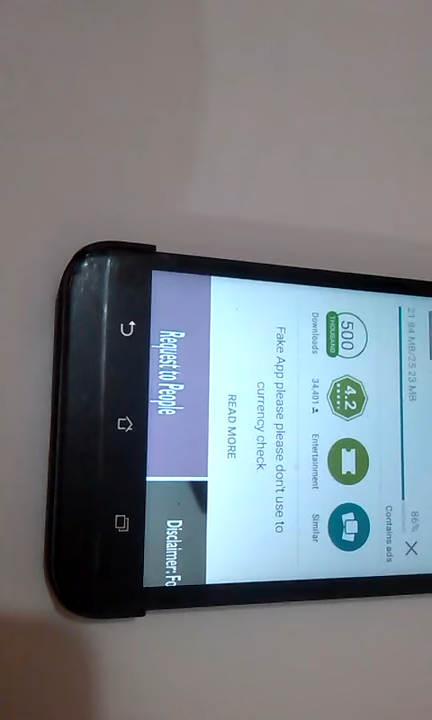 21.84 MB/25.23 MB
86%
Contains ads
500
THOUSAND
4.2
Downloads
34,401
Entertainment
Similar
Fake App please please don't use to
currency check
READ MORE
Request to People
Disclaimer: Fo